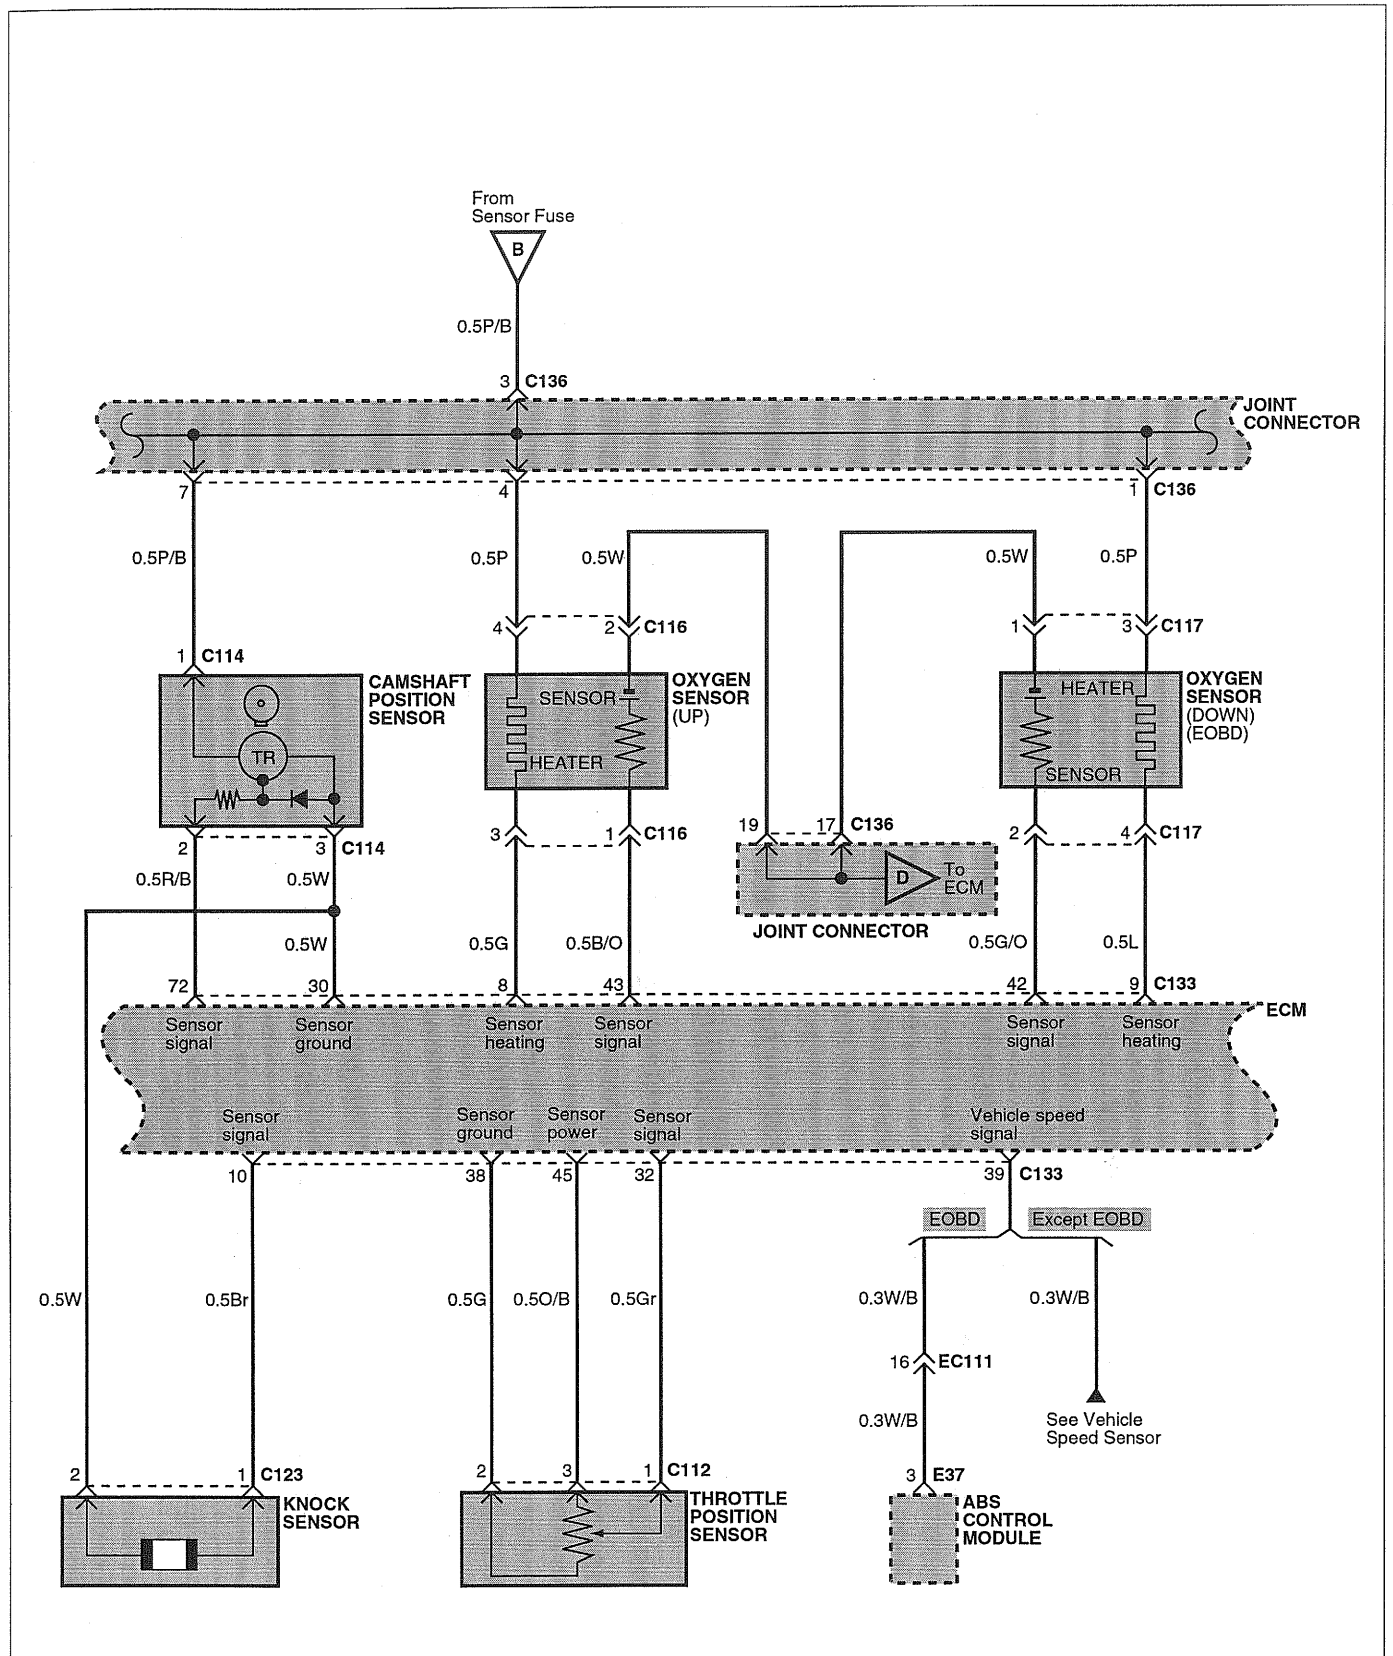 From
Sensor Fuse
B
0.5P/B
3 C136
JOINT
CONNECTOR
7
4
1 C136
0.5P/B
0.5P
0.5W
0.5W
0.5P
4
2 C116
1
3 C117
1 C114
CAMSHAFT
POSITION
SENSOR
TR
SENSOR
HEATER
OXYGEN
SENSOR
(UP)
HEATER
SENSOR
OXYGEN
SENSOR
(DOWN)
(EOBD)
2
3 C114
3
1 C116
19
17 C136
2
4 C117
0.5R/B
0.5W
D
To
ECM
JOINT CONNECTOR
0.5W
0.5G
0.5B/O
0.5G/O
0.5L
72
30
8
43
42
9 C133
ECM
Sensor
signal
Sensor
ground
Sensor
heating
Sensor
signal
Sensor
signal
Sensor
heating
Sensor
signal
Sensor
ground
Sensor
power
Sensor
signal
Vehicle speed
signal
10
38
45
32
39 C133
EOBD
Except EOBD
0.5W
0.5Br
0.5G
0.5O/B
0.5Gr
0.3W/B
0.3W/B
16 EC111
0.3W/B
See Vehicle
Speed Sensor
2
1 C123
2
3
1 C112
3 E37
KNOCK
SENSOR
THROTTLE
POSITION
SENSOR
ABS
CONTROL
MODULE